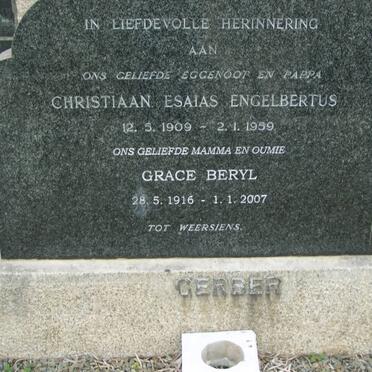 IN LIEFDEVOLLE HERINNERING
AAN
ONS GELIEFDE EGGENOOT EN PAPPA
CHRISTIAAN ESAIAS ENGELBERTUS
12.5.1909 - 2.1.1959
ONS GELIEFDE MAMMA EN OUMIE
GRACE BERYL
28.5.1916 - 1.1.2007
TOT WEERSIENS.
GERBER